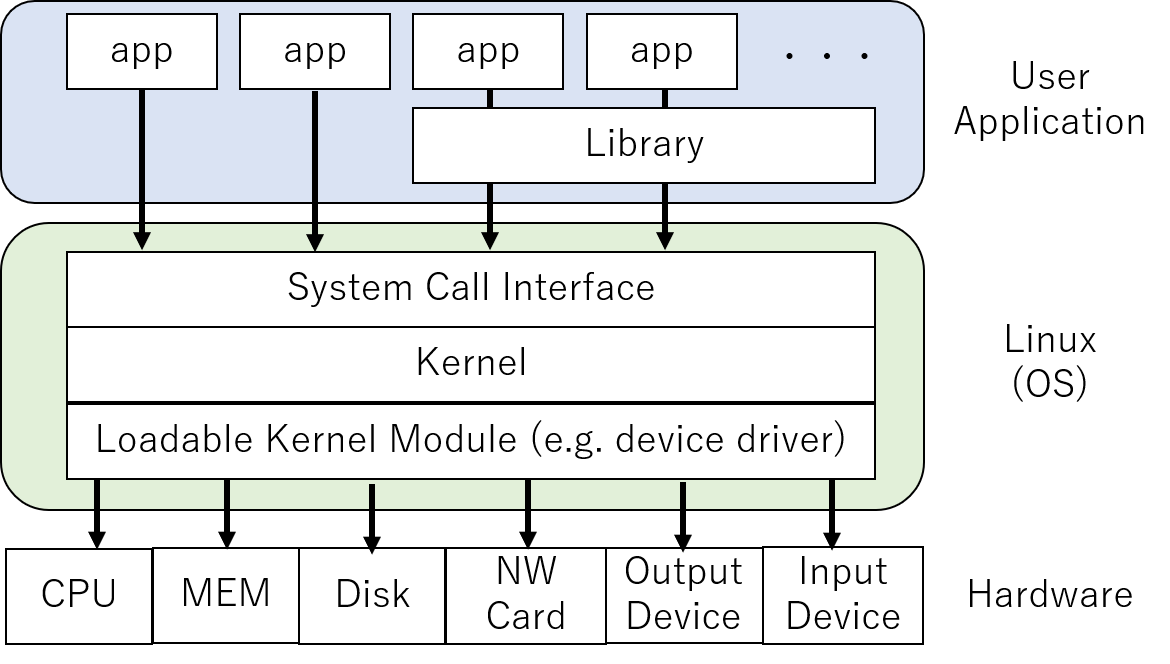 app
app
app
app
. . .
User
Application
Library
System Call Interface
Kernel
Linux
(OS)
Loadable Kernel Module (e.g. device driver)
CPU
MEM
Disk
NW
Card
Output
Device
Input
Device
Hardware